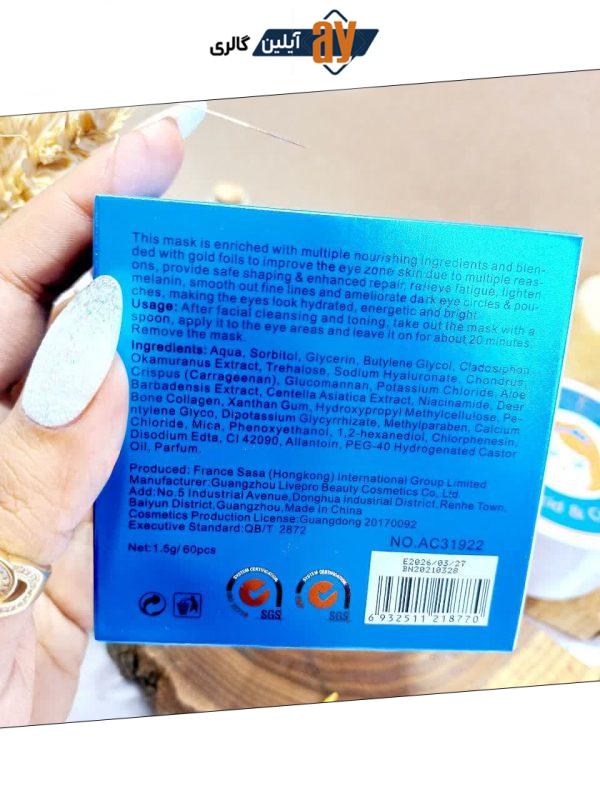 آیلین گالری ay
This mask is enriched with multiple nourishing ingredients and blen-
ded with gold foils to improve the eye zone skin due to multiple reas-
ons, provide safe shaping & enhanced repair, relieve fatigue, lighten
melanin, smooth out fine lines and ameliorate dark eye circles & pou-
ches, making the eyes look hydrated, energetic and bright.
Usage: After facial cleansing and toning, take out the mask with a
spoon, apply it to the eye areas and leave it on for about 20 minutes.
Remove the mask.
Ingredients: Aqua, Sorbitol, Glycerin, Butylene Glycol, Cladosiphon
Okamuranus Extract, Trehalose, Sodium Hyaluronate, Chondrus
Crispus (Carrageenan), Glucomannan, Potassium Chloride, Aloe
Barbadensis Extract, Centella Asiatica Extract, Niacinamide, Deer
Bone Collagen, Xanthan Gum, Hydroxypropyl Methylcellulose, Pe-
ntylene Glyco, Dipotassium Glycyrrhizate, Methylparaben, Calcium
Chloride, Mica, Phenoxyethanol, 1,2-hexanediol, Chlorphenesin,
Disodium Edta, CI 42090, Allantoin, PEG-40 Hydrogenated Castor
Oil, Parfum.
Produced: France Sasa (Hongkong) International Group Limited
Manufacturer:Guangzhou Livepro Beauty Cosmetics Co,.Ltd.
Add:No.5 Industrial Avenue,Donghua Industrial District,Renhe Town,
Baiyun District,Guangzhou,Made in China
Cosmetics Production License:Guangdong 20170092
Executive Standard:QB/T 2872
NO.AC31922
Net:1.5g/ 60pcs
E2026/03/27
BN20210328
SYSTEM CERTIFICATION
SGS
SYSTEM CERTIFICATION
SGS
6 932511 218770